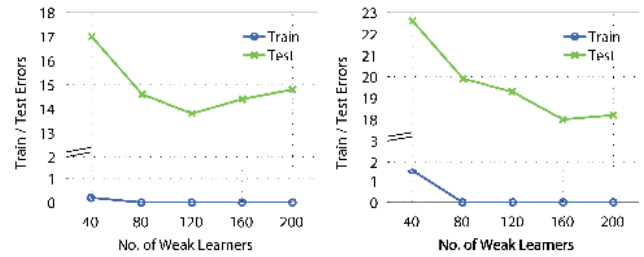 18
17
16
15
14
13
2
1
0
Train / Test Errors
Train
Test
40 80 120 160 200
No. of Weak Learners
23
22
21
20
19
18
3
2
1
0
Train / Test Errors
Train
Test
40 80 120 160 200
No. of Weak Learners